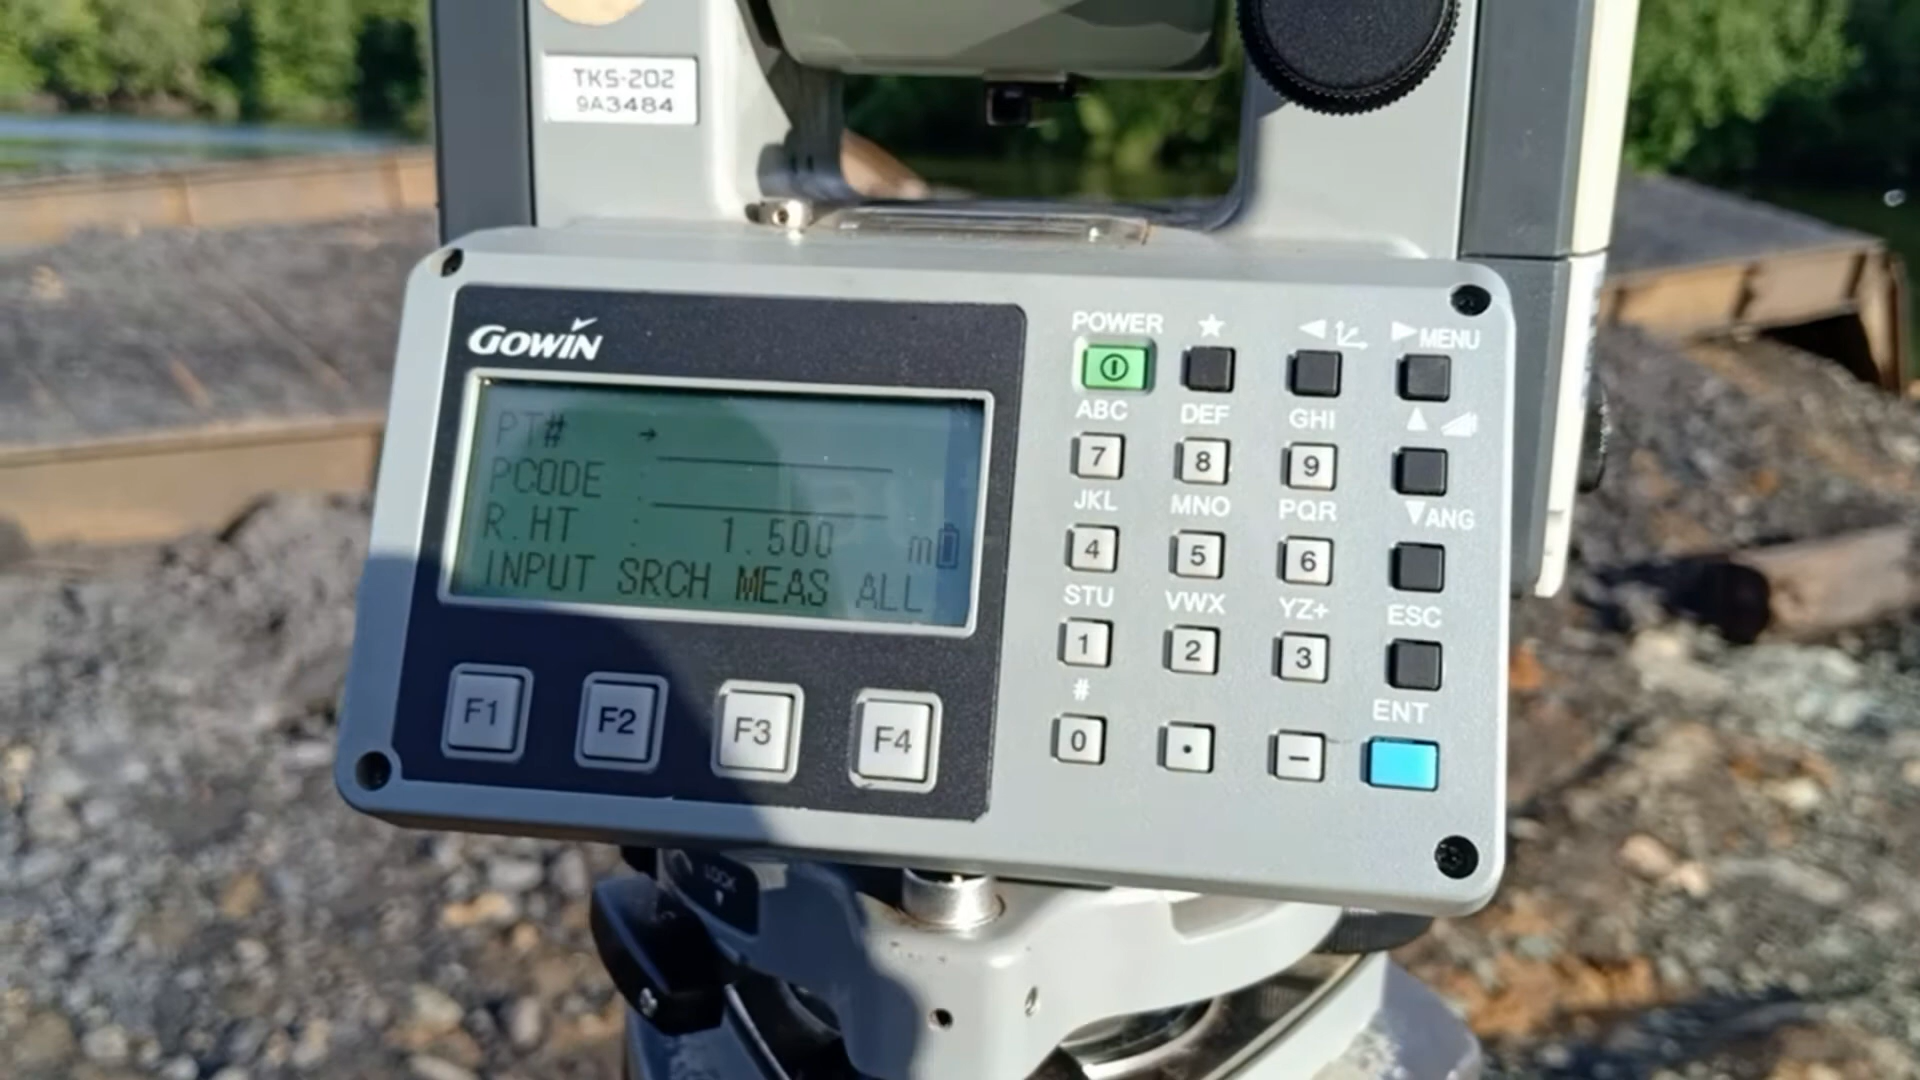 TKS-202
9A3484
GOWIN
PT# →
PCODE :
R.HT : 1.500 m
INPUT SRCH MEAS ALL
F1 F2 F3 F4
POWER ★ ◀ ▶MENU
ABC DEF GHI ▲
7 8 9
JKL MNO PQR ▼ANG
4 5 6
STU VWX YZ+ ESC
1 2 3
# ENT
0 . −
LOCK